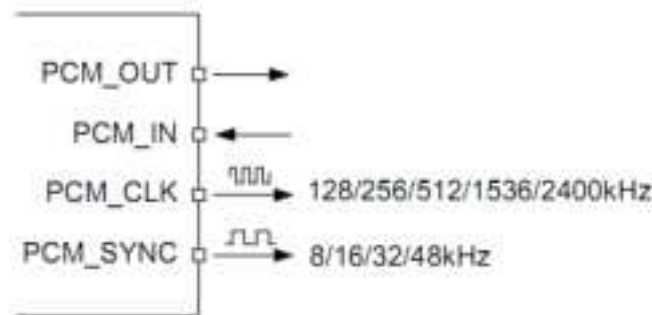 PCM_OUT
PCM_IN
PCM_CLK 128/256/512/1536/2400kHz
PCM_SYNC 8/16/32/48kHz